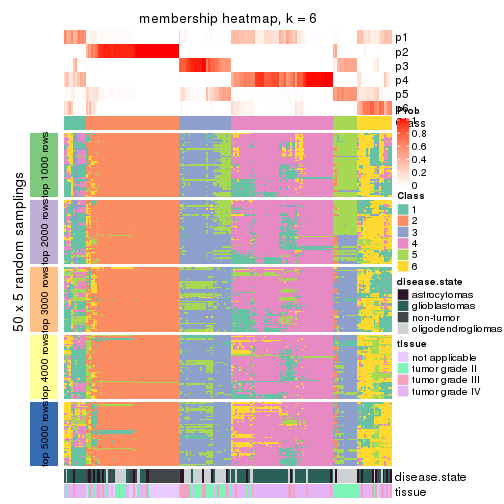 membership heatmap, k = 6
p1
p2
p3
p4
p5
p6
Prob
1
0.8
0.6
0.4
0.2
0
Class
Class
1
2
3
4
5
6
50 x 5 random samplings
top 1000 rows
top 2000 rows
top 3000 rows
top 4000 rows
top 5000 rows
disease.state
astrocytomas
glioblastomas
non-tumor
oligodendrogliomas
tissue
not applicable
tumor grade II
tumor grade III
tumor grade IV
disease.state
tissue